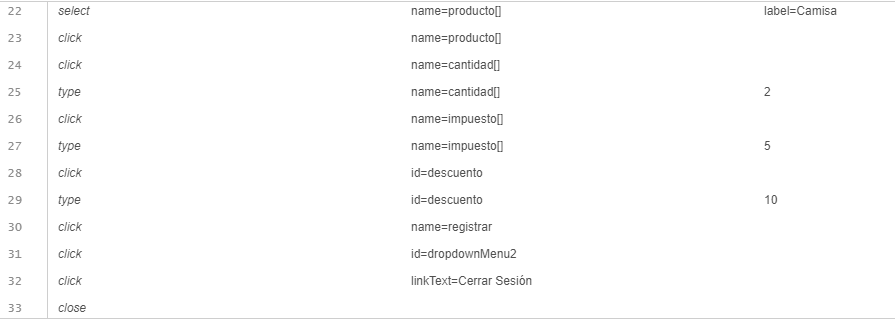 22 select name=producto[] label=Camisa
23 click name=producto[]
24 click name=cantidad[]
25 type name=cantidad[] 2
26 click name=impuesto[]
27 type name=impuesto[] 5
28 click id=descuento
29 type id=descuento 10
30 click name=registrar
31 click id=dropdownMenu2
32 click linkText=Cerrar Sesión
33 close